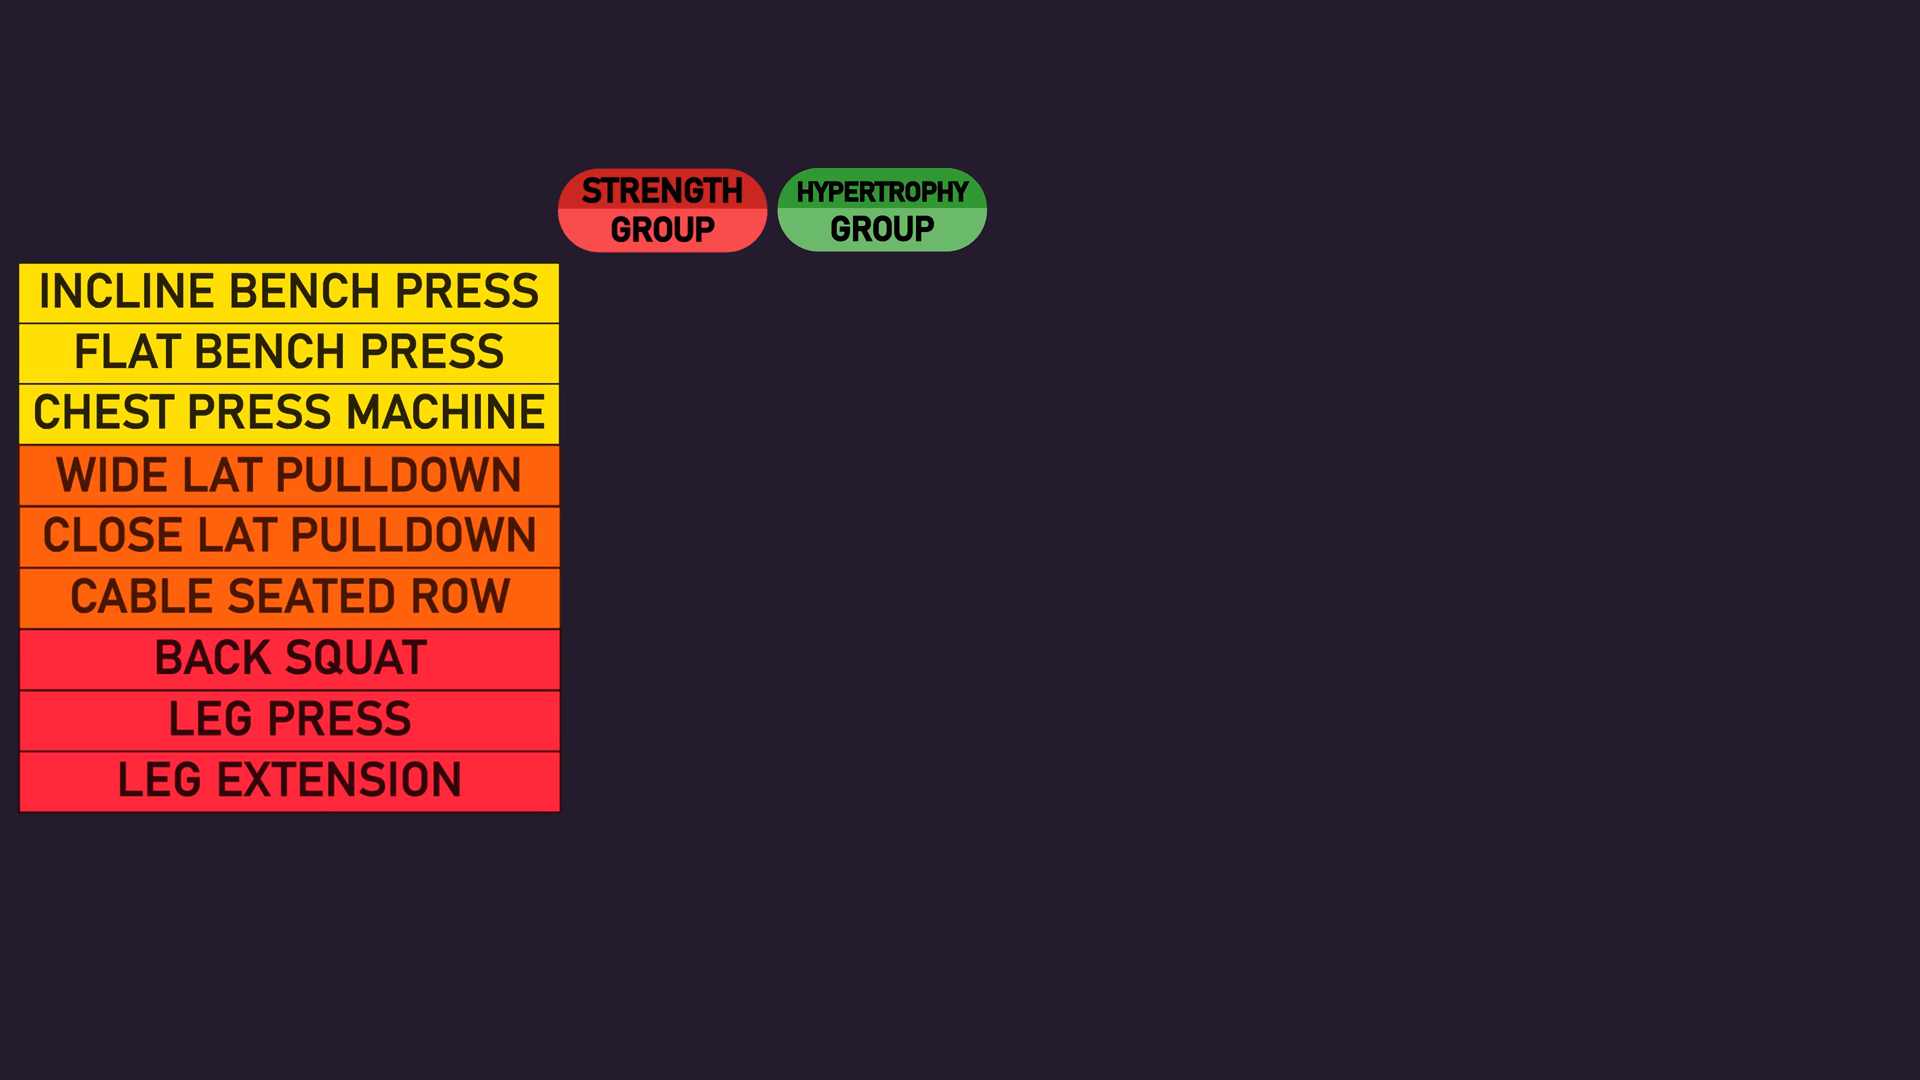 STRENGTH
GROUP
HYPERTROPHY
GROUP
INCLINE BENCH PRESS
FLAT BENCH PRESS
CHEST PRESS MACHINE
WIDE LAT PULLDOWN
CLOSE LAT PULLDOWN
CABLE SEATED ROW
BACK SQUAT
LEG PRESS
LEG EXTENSION